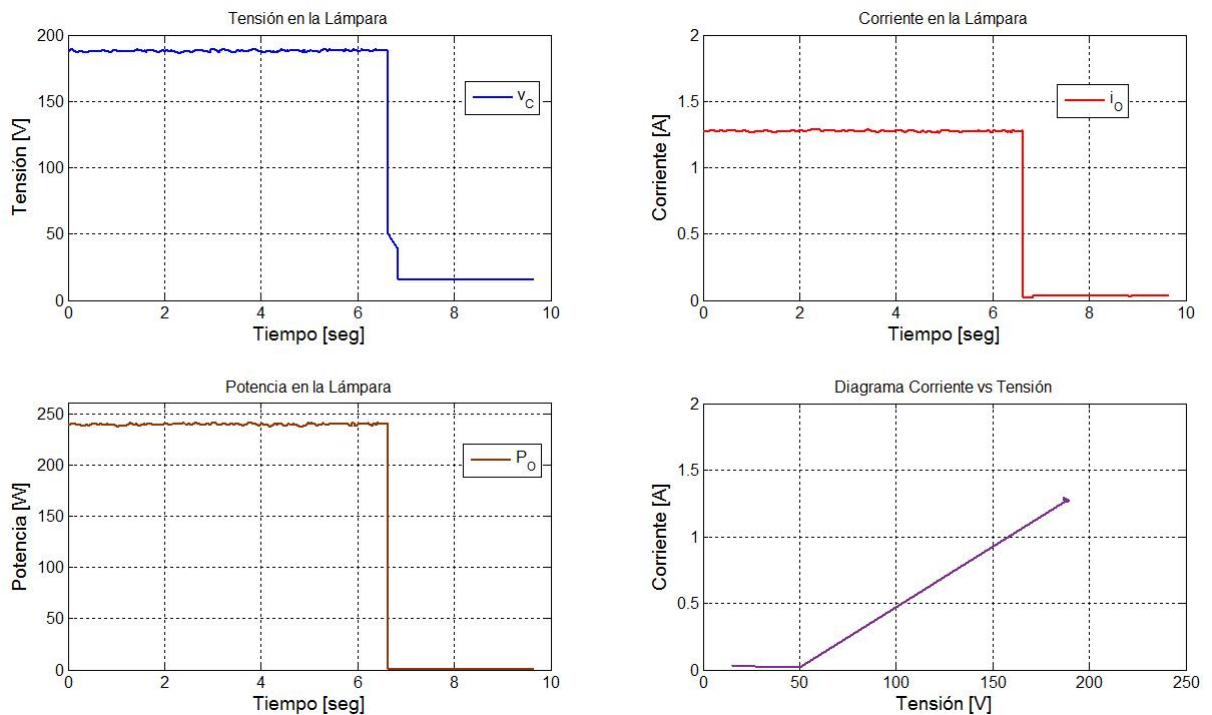 Tensión en la Lámpara
200
150
100
50
0
0 2 4 6 8 10
Tensión [V]
Tiempo [seg]
v_C
Corriente en la Lámpara
2
1.5
1
0.5
0
0 2 4 6 8 10
Corriente [A]
Tiempo [seg]
i_O
Potencia en la Lámpara
250
200
150
100
50
0
0 2 4 6 8 10
Potencia [W]
Tiempo [seg]
P_O
Diagrama Corriente vs Tensión
2
1.5
1
0.5
0
0 50 100 150 200 250
Corriente [A]
Tensión [V]